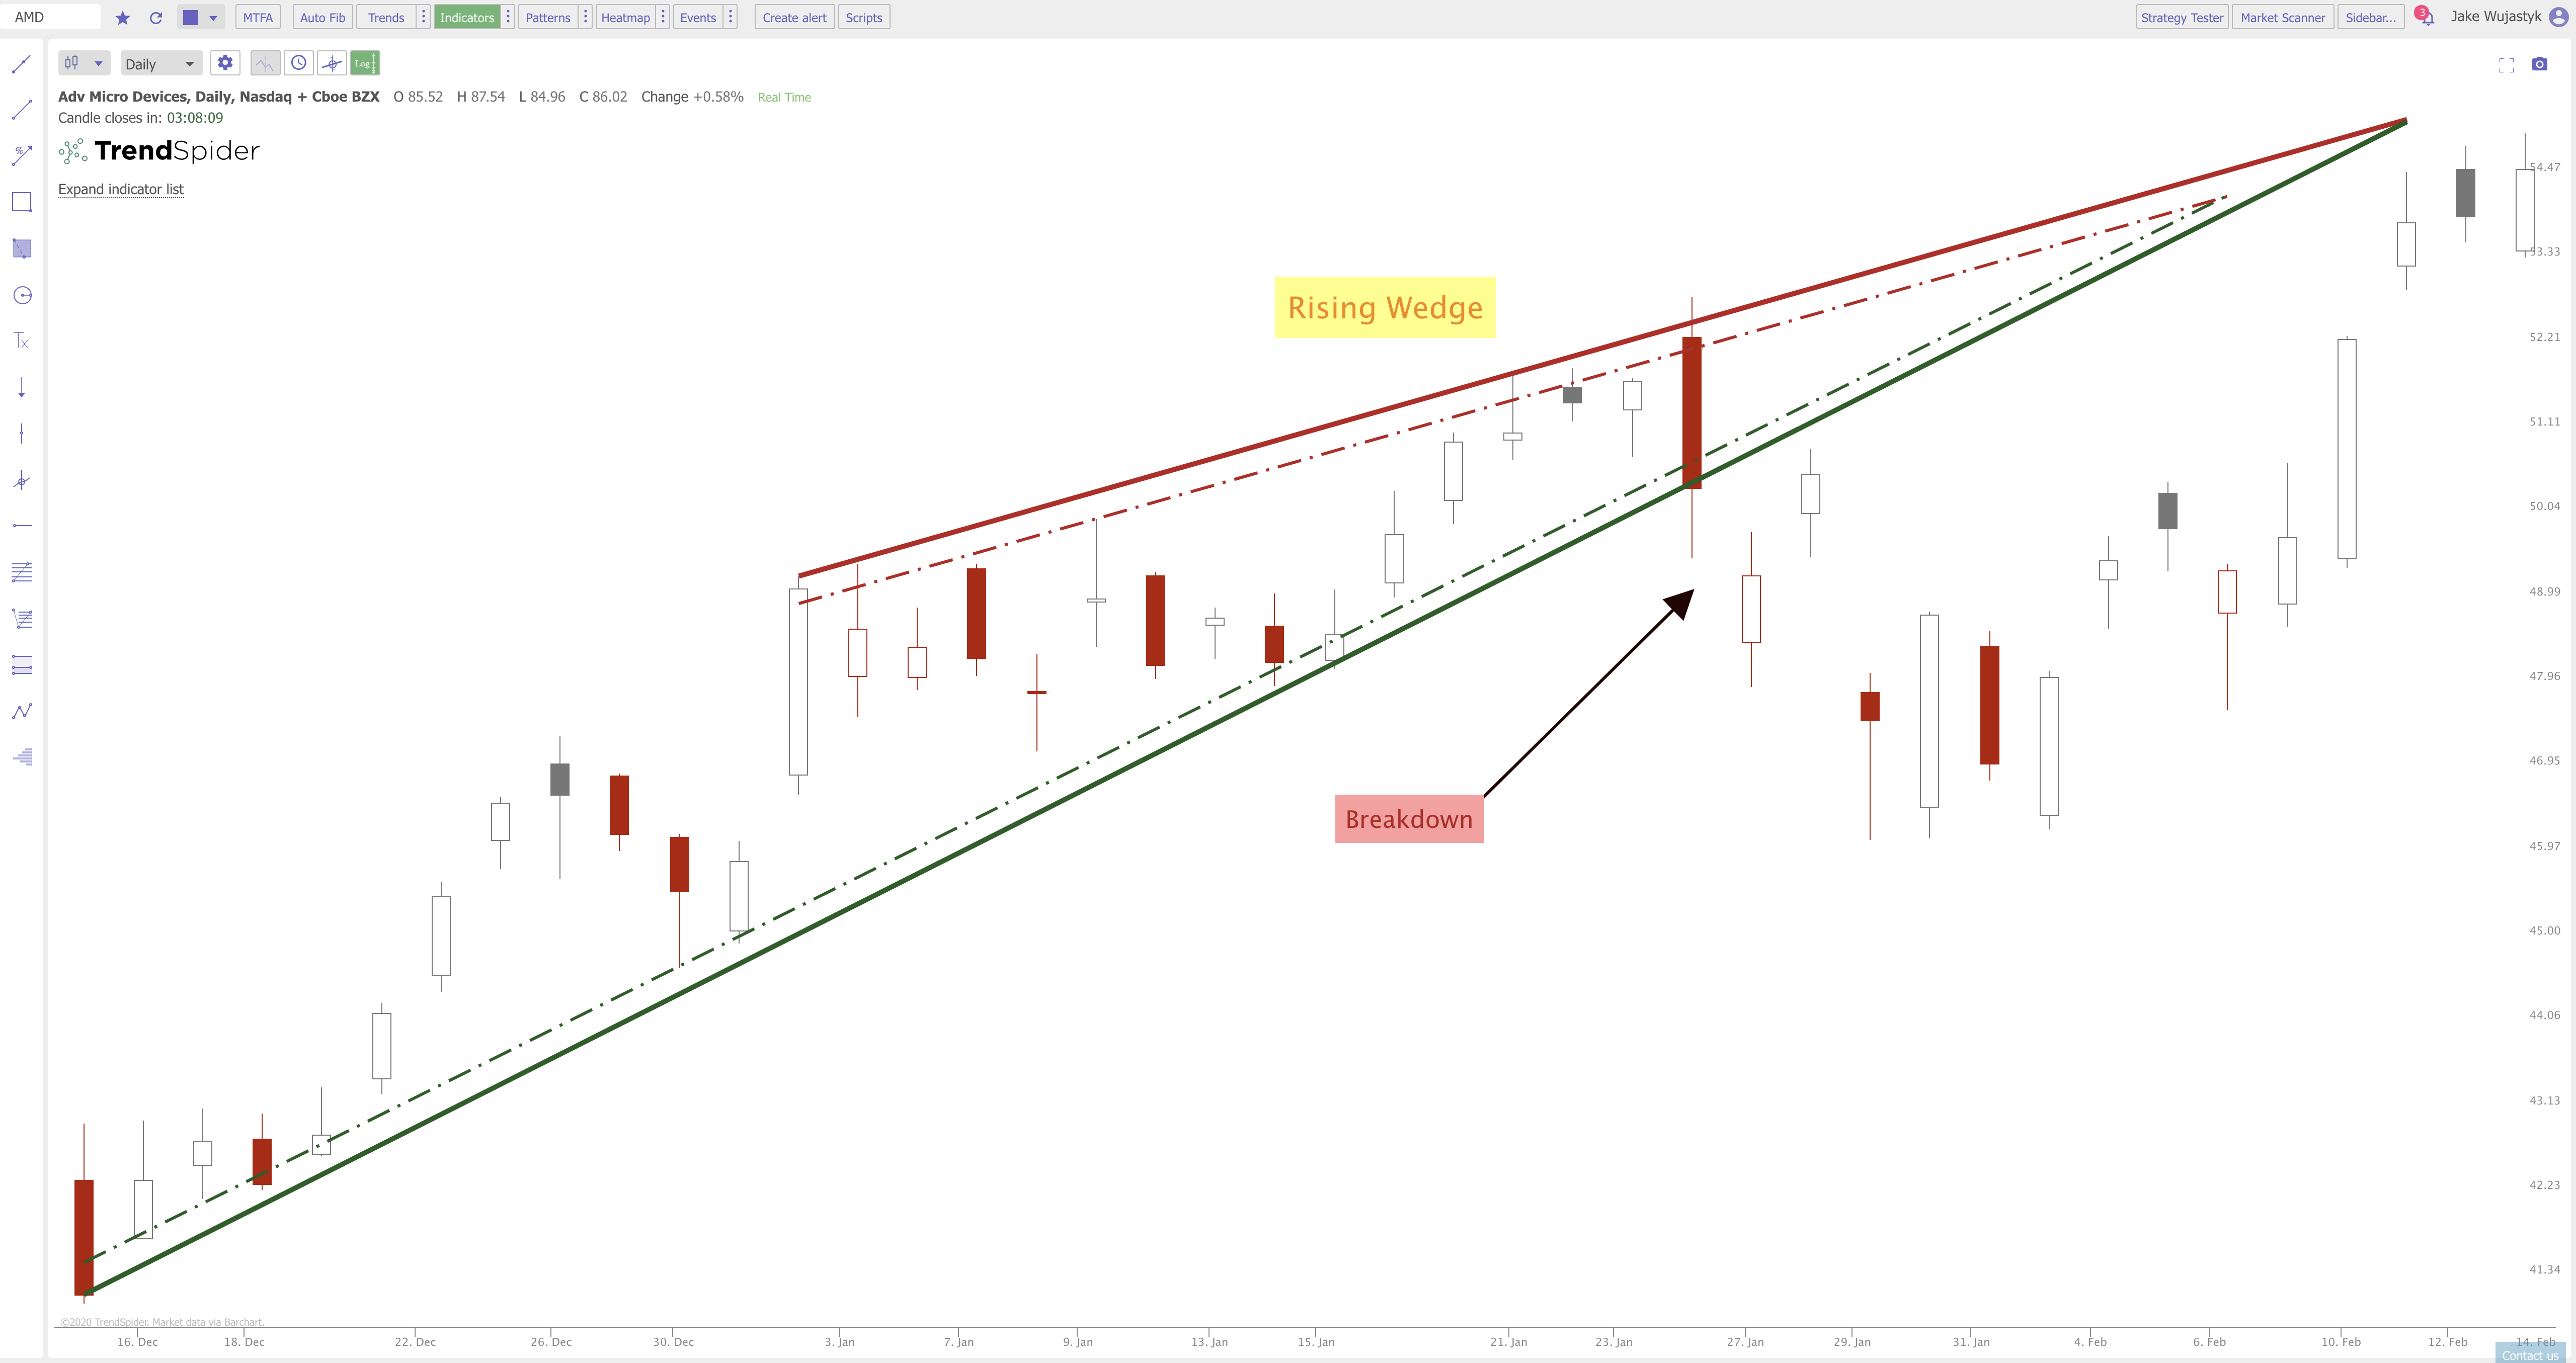 AMD MTFA Auto Fib Trends Indicators Patterns Heatmap Events Create alert Scripts Strategy Tester Market Scanner Sidebar... 3 Jake Wujastyk
% Daily Log
Adv Micro Devices, Daily, Nasdaq + Cboe BZX O 85.52 H 87.54 L 84.96 C 86.02 Change +0.58% Real Time
Candle closes in: 03:08:09
TrendSpider
Expand indicator list
Tx
Rising Wedge
Breakdown
54.47
53.33
52.21
51.11
50.04
48.99
47.96
46.95
45.97
45.00
44.06
43.13
42.23
41.34
©2020 TrendSpider. Market data via Barchart.
16. Dec 18. Dec 22. Dec 26. Dec 30. Dec 3. Jan 7. Jan 9. Jan 13. Jan 15. Jan 21. Jan 23. Jan 27. Jan 29. Jan 31. Jan 4. Feb 6. Feb 10. Feb 12. Feb 14. Feb
Contact us